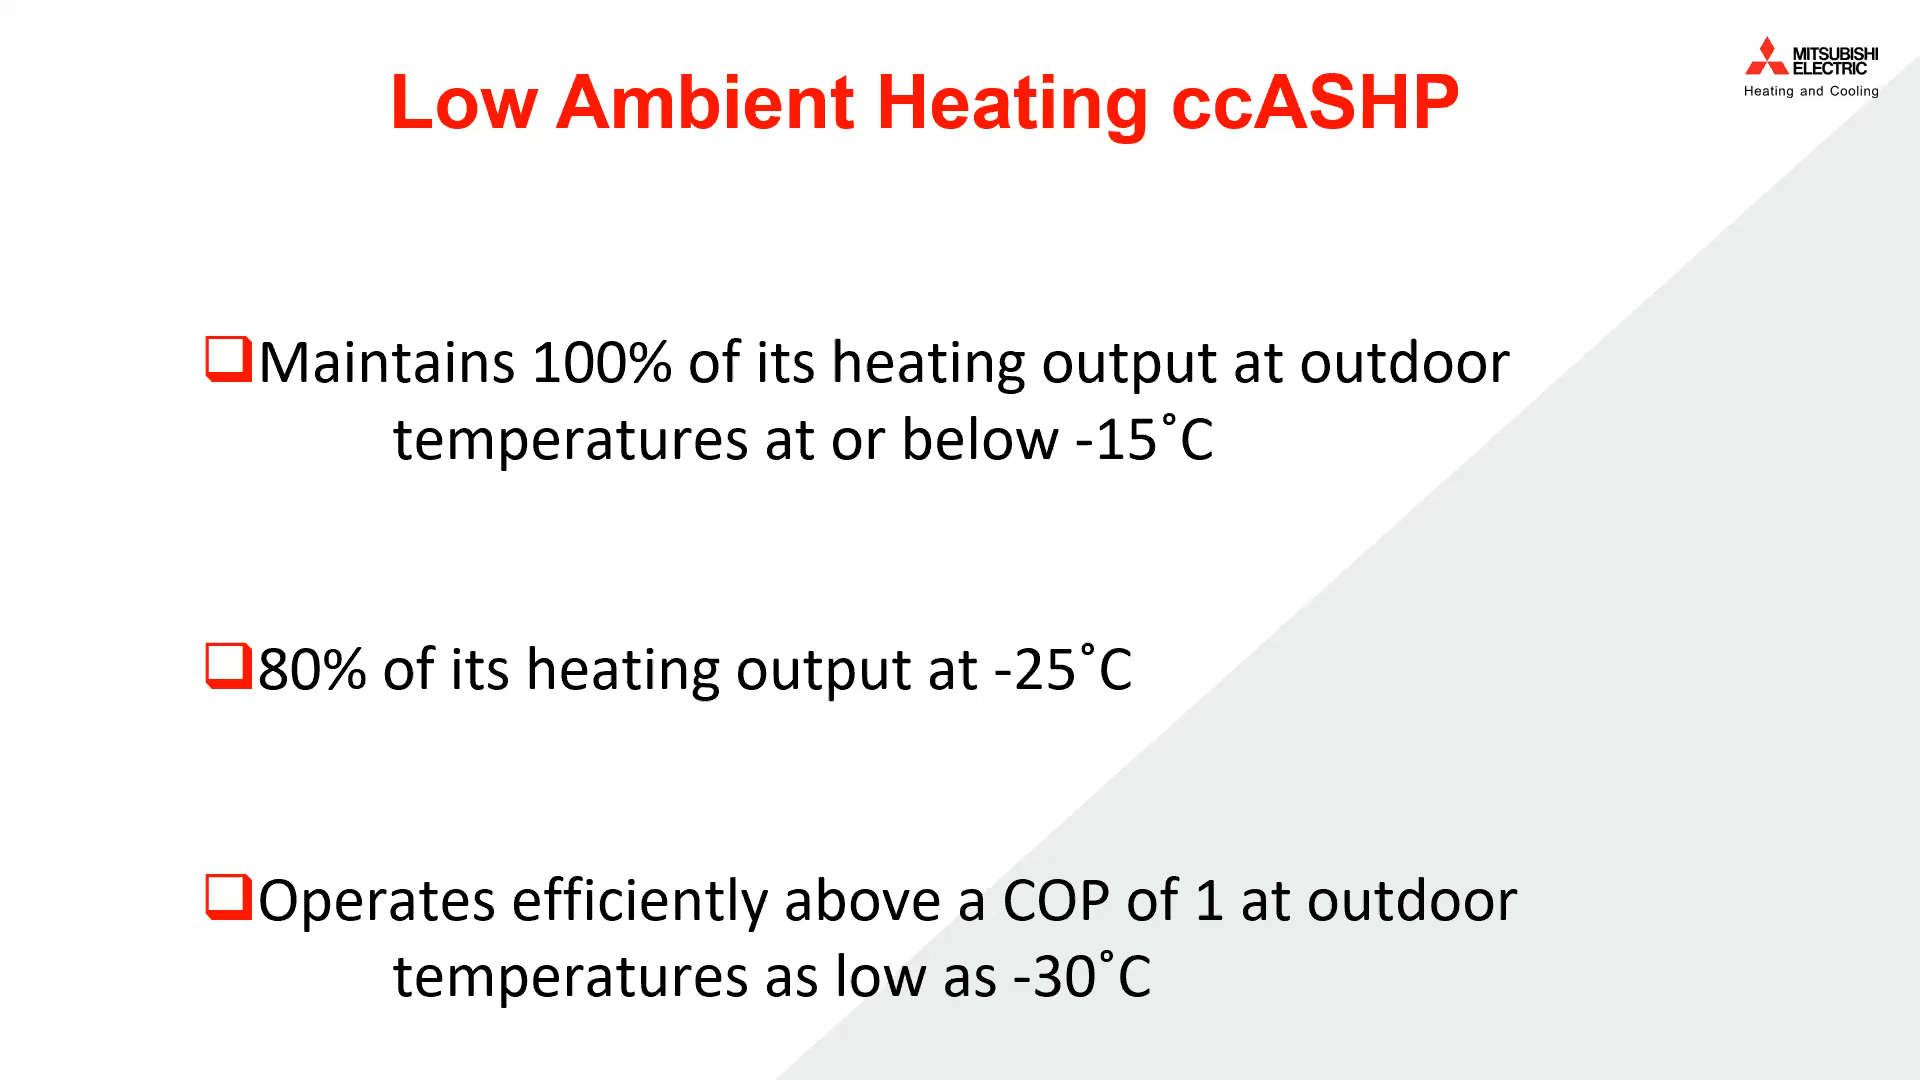 Low Ambient Heating ccASHP
MITSUBISHI
ELECTRIC
Heating and Cooling
Maintains 100% of its heating output at outdoor
temperatures at or below -15˚C
80% of its heating output at -25˚C
Operates efficiently above a COP of 1 at outdoor
temperatures as low as -30˚C